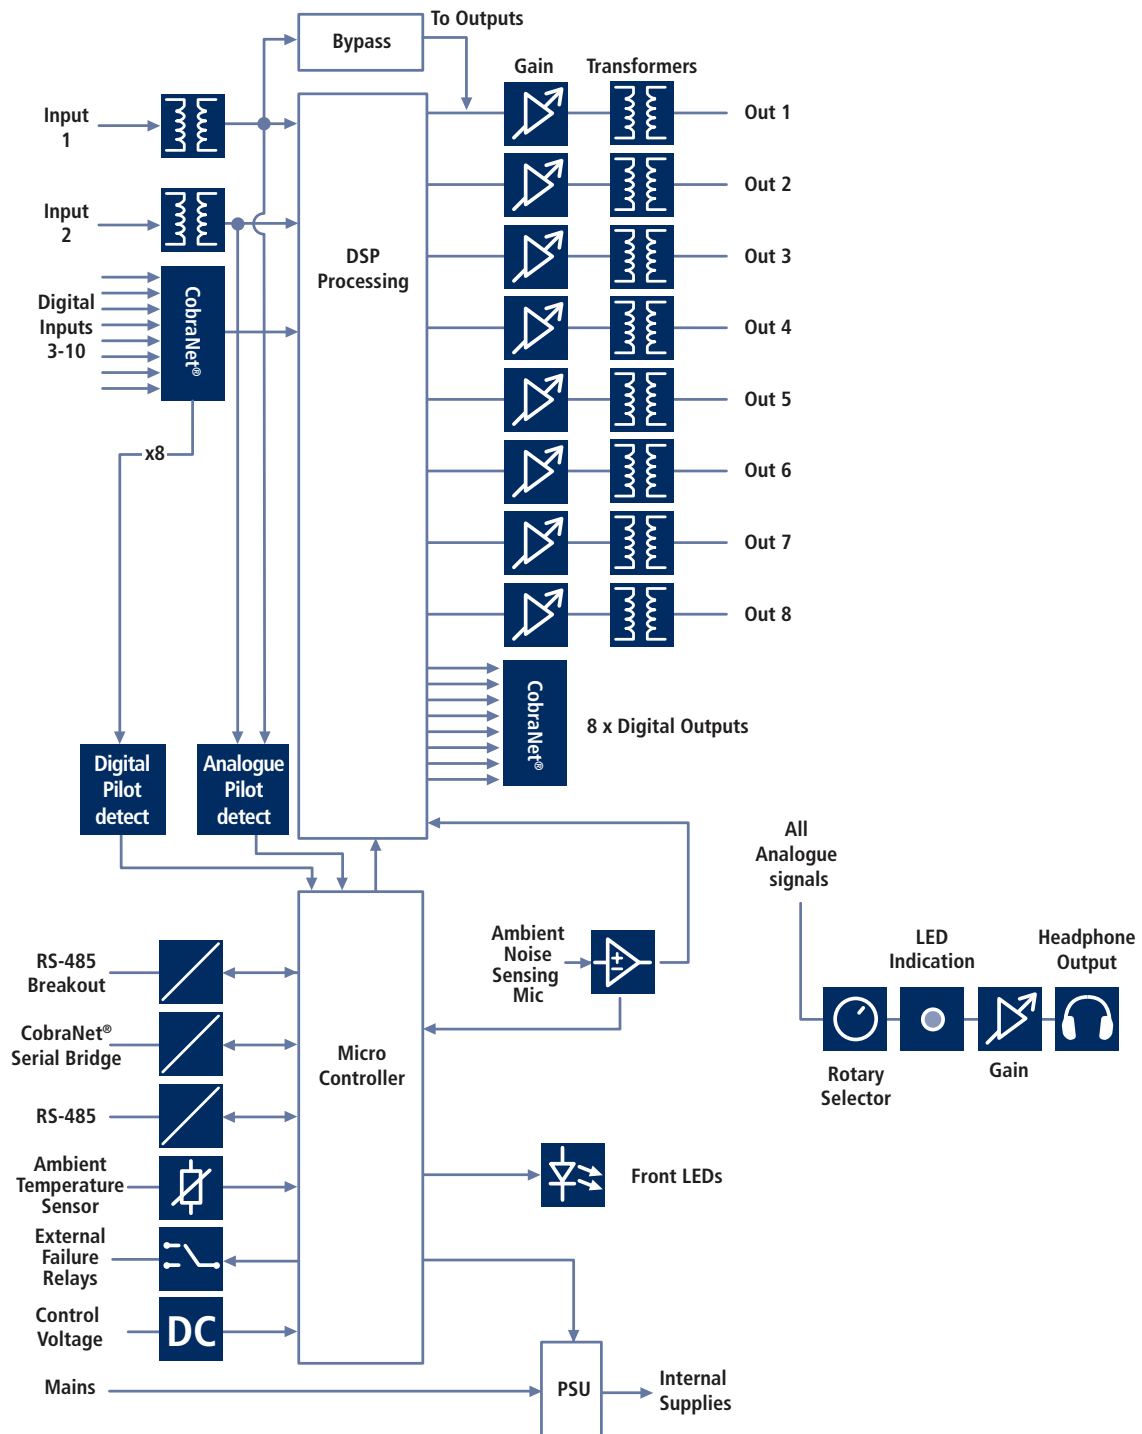 To Outputs
Bypass
Gain
Transformers
Input
1
Out 1
Input
2
Out 2
DSP
Processing
Out 3
Digital
Inputs
3-10
CobraNet®
Out 4
Out 5
x8
Out 6
Out 7
Out 8
CobraNet®
8 x Digital Outputs
Digital
Pilot
detect
Analogue
Pilot
detect
All
Analogue
signals
Ambient
Noise
Sensing
Mic
LED
Indication
Headphone
Output
RS-485
Breakout
CobraNet®
Serial Bridge
Micro
Controller
Rotary
Selector
Gain
RS-485
Ambient
Temperature
Sensor
Front LEDs
External
Failure
Relays
Control
Voltage
DC
Mains
PSU
Internal
Supplies